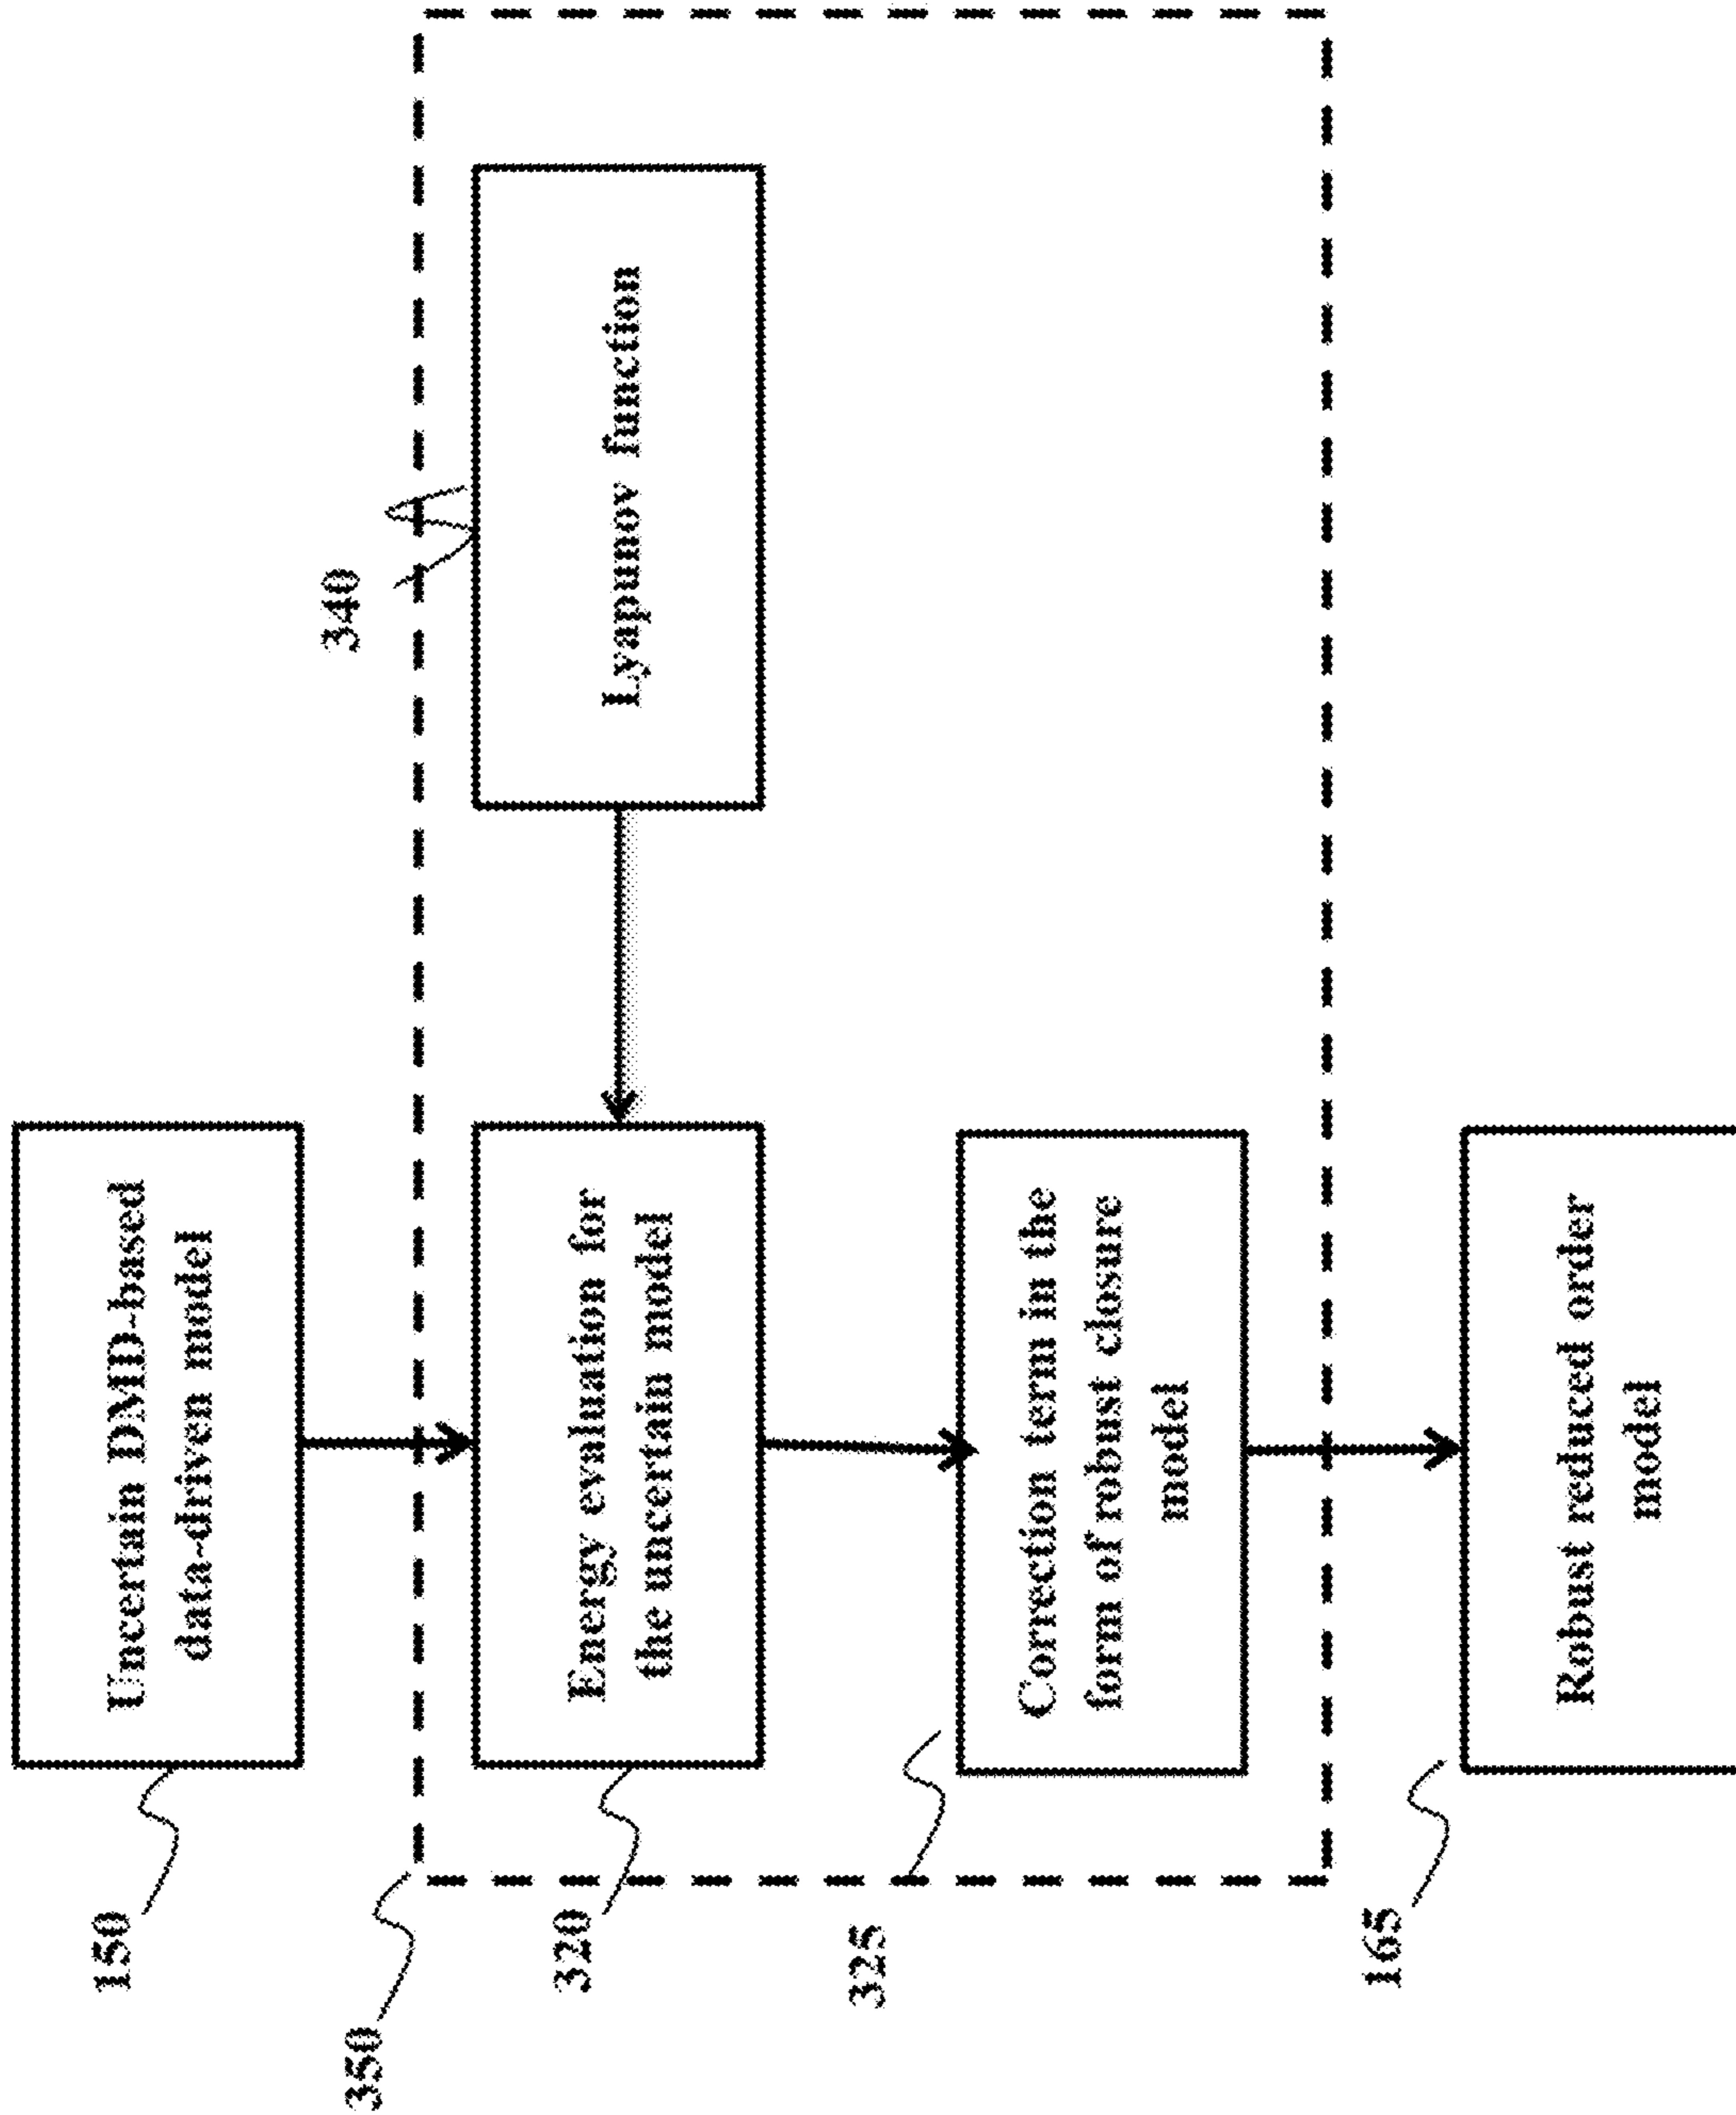 150
Uncertain DMD-based
data-driven model
350
340
320
Energy evaluation for
the uncertain model
Lyapunov function
325
Correction term in the
form of robust closure
model
165
Robust reduced order
model